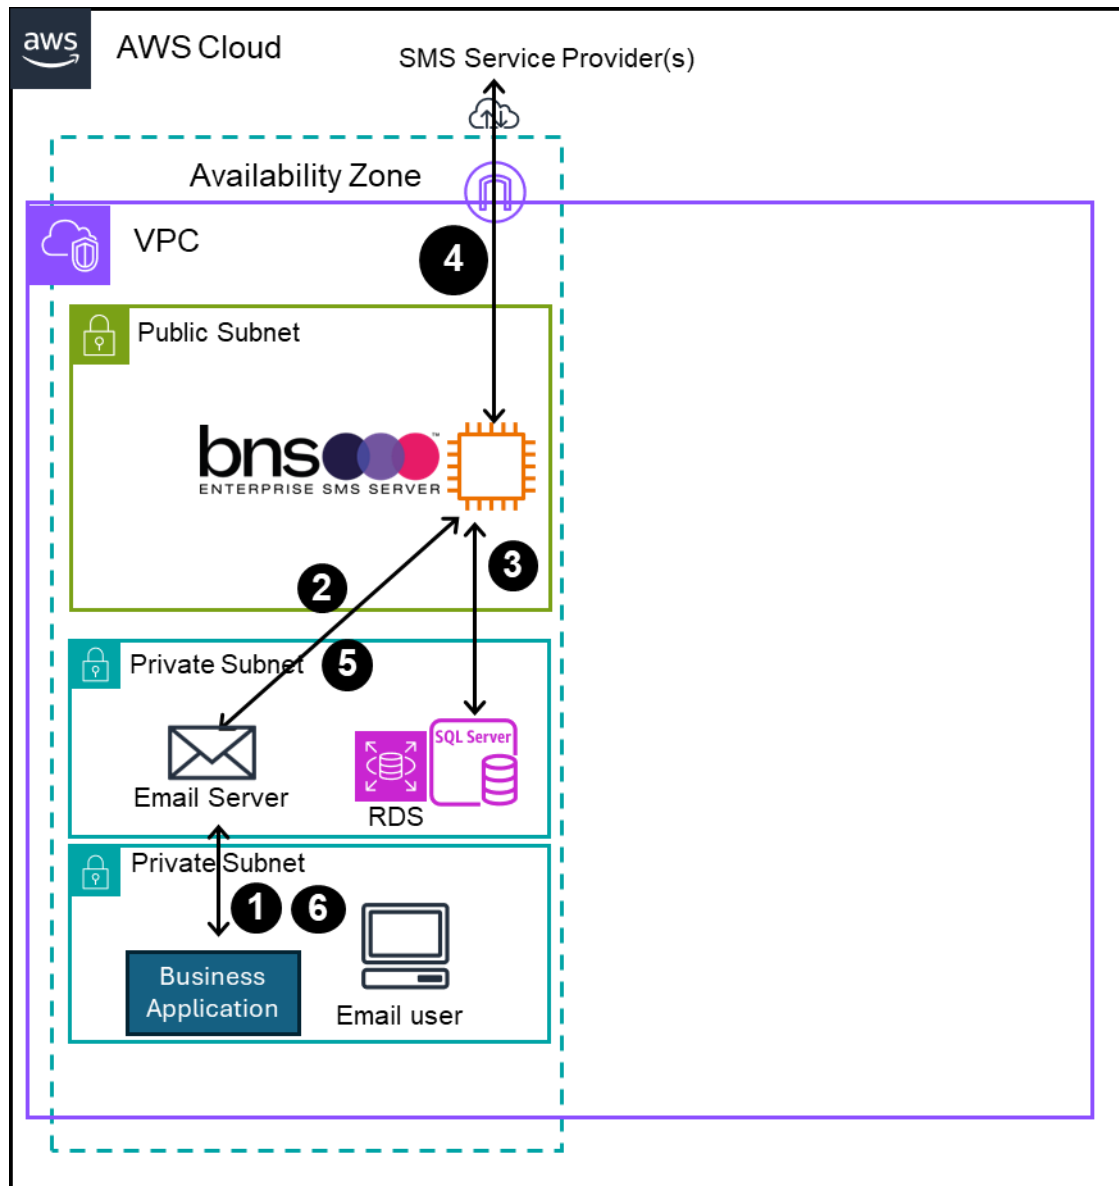 aws
AWS Cloud
SMS Service Provider(s)
Availability Zone
VPC
4
Public Subnet
bns™
ENTERPRISE SMS SERVER
3
2
Private Subnet
5
SQL Server
Email Server
RDS
Private Subnet
1 6
Business
Application
Email user